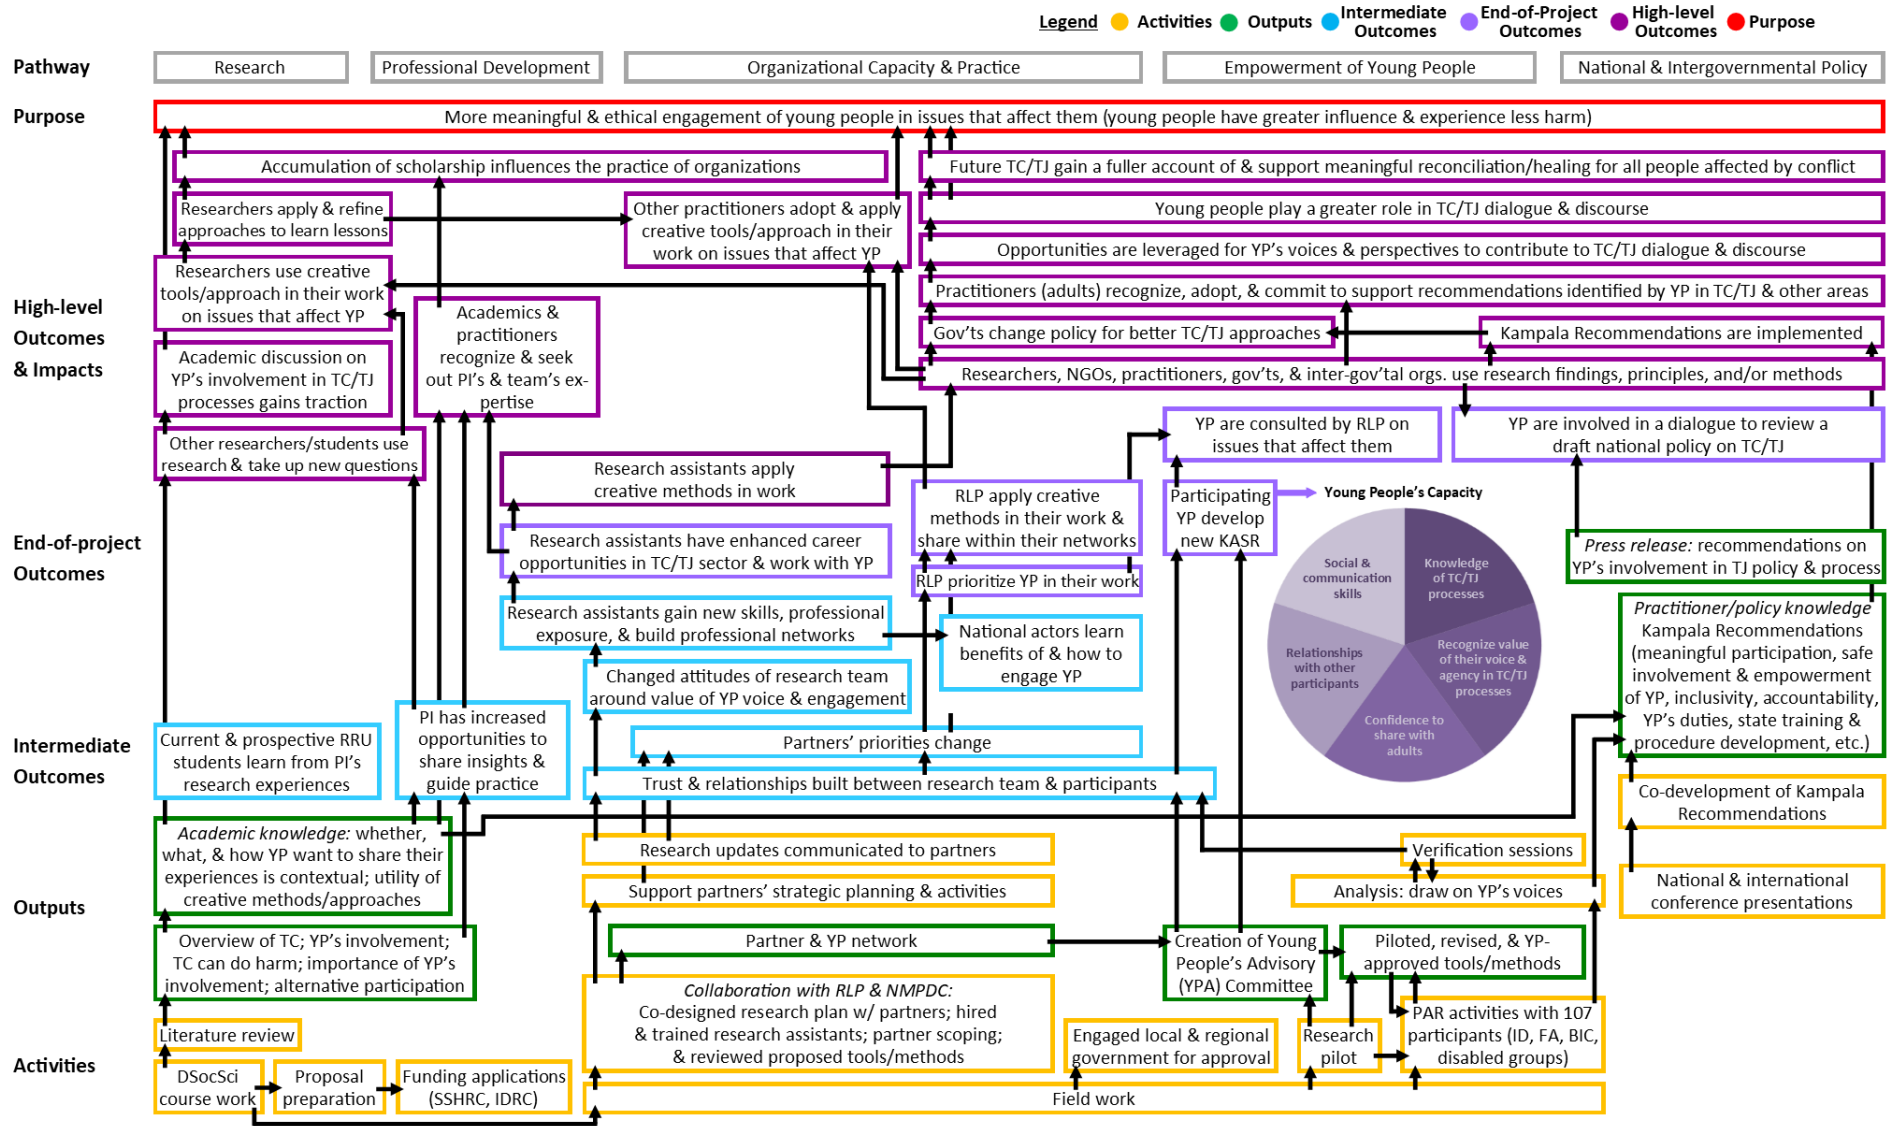 Legend
Activities
Outputs
Intermediate
Outcomes
End-of-Project
Outcomes
High-level
Outcomes
Purpose
Pathway
Research
Professional Development
Organizational Capacity & Practice
Empowerment of Young People
National & Intergovernmental Policy
Purpose
More meaningful & ethical engagement of young people in issues that affect them (young people have greater influence & experience less harm)
High-level
Outcomes
& Impacts
Accumulation of scholarship influences the practice of organizations
Future TC/TJ gain a fuller account of & support meaningful reconciliation/healing for all people affected by conflict
Researchers apply & refine
approaches to learn lessons
Other practitioners adopt & apply
creative tools/approach in their
work on issues that affect YP
Young people play a greater role in TC/TJ dialogue & discourse
Opportunities are leveraged for YP's voices & perspectives to contribute to TC/TJ dialogue & discourse
Researchers use creative
tools/approach in their work
on issues that affect YP
Practitioners (adults) recognize, adopt, & commit to support recommendations identified by YP in TC/TJ & other areas
Academics &
practitioners
recognize & seek
out PI's & team's ex-
pertise
Gov'ts change policy for better TC/TJ approaches
Kampala Recommendations are implemented
Academic discussion on
YP's involvement in TC/TJ
processes gains traction
Researchers, NGOs, practitioners, gov'ts, & inter-gov'tal orgs. use research findings, principles, and/or methods
Other researchers/students use
research & take up new questions
YP are consulted by RLP on
issues that affect them
YP are involved in a dialogue to review a
draft national policy on TC/TJ
Research assistants apply
creative methods in work
End-of-project
Outcomes
RLP apply creative
methods in their work &
share within their networks
Participating
YP develop
new KASR
Young People's Capacity
Social &
communication
skills
Knowledge
of TC/TJ
processes
Relationships
with other
participants
Recognize value
of their voice &
agency in TC/TJ
processes
Confidence to
share with
adults
Research assistants have enhanced career
opportunities in TC/TJ sector & work with YP
RLP prioritize YP in their work
Press release: recommendations on
YP's involvement in TJ policy & process
Research assistants gain new skills, professional
exposure, & build professional networks
National actors learn
benefits of & how to
engage YP
Practitioner/policy knowledge
Kampala Recommendations
(meaningful participation, safe
involvement & empowerment
of YP, inclusivity, accountability,
YP's duties, state training &
procedure development, etc.)
Changed attitudes of research team
around value of YP voice & engagement
Intermediate
Outcomes
Current & prospective RRU
students learn from PI's
research experiences
PI has increased
opportunities to
share insights &
guide practice
Partners' priorities change
Trust & relationships built between research team & participants
Co-development of Kampala
Recommendations
Outputs
Academic knowledge: whether,
what, & how YP want to share their
experiences is contextual; utility of
creative methods/approaches
Research updates communicated to partners
Verification sessions
Support partners' strategic planning & activities
Analysis: draw on YP's voices
National & international
conference presentations
Overview of TC; YP's involvement;
TC can do harm; importance of YP's
involvement; alternative participation
Partner & YP network
Creation of Young
People's Advisory
(YPA) Committee
Piloted, revised, & YP-
approved tools/methods
Activities
Collaboration with RLP & NMPDC:
Co-designed research plan w/ partners; hired
& trained research assistants; partner scoping;
& reviewed proposed tools/methods
Literature review
Engaged local & regional
government for approval
Research
pilot
PAR activities with 107
participants (ID, FA, BIC,
disabled groups)
DSocSci
course work
Proposal
preparation
Funding applications
(SSHRC, IDRC)
Field work